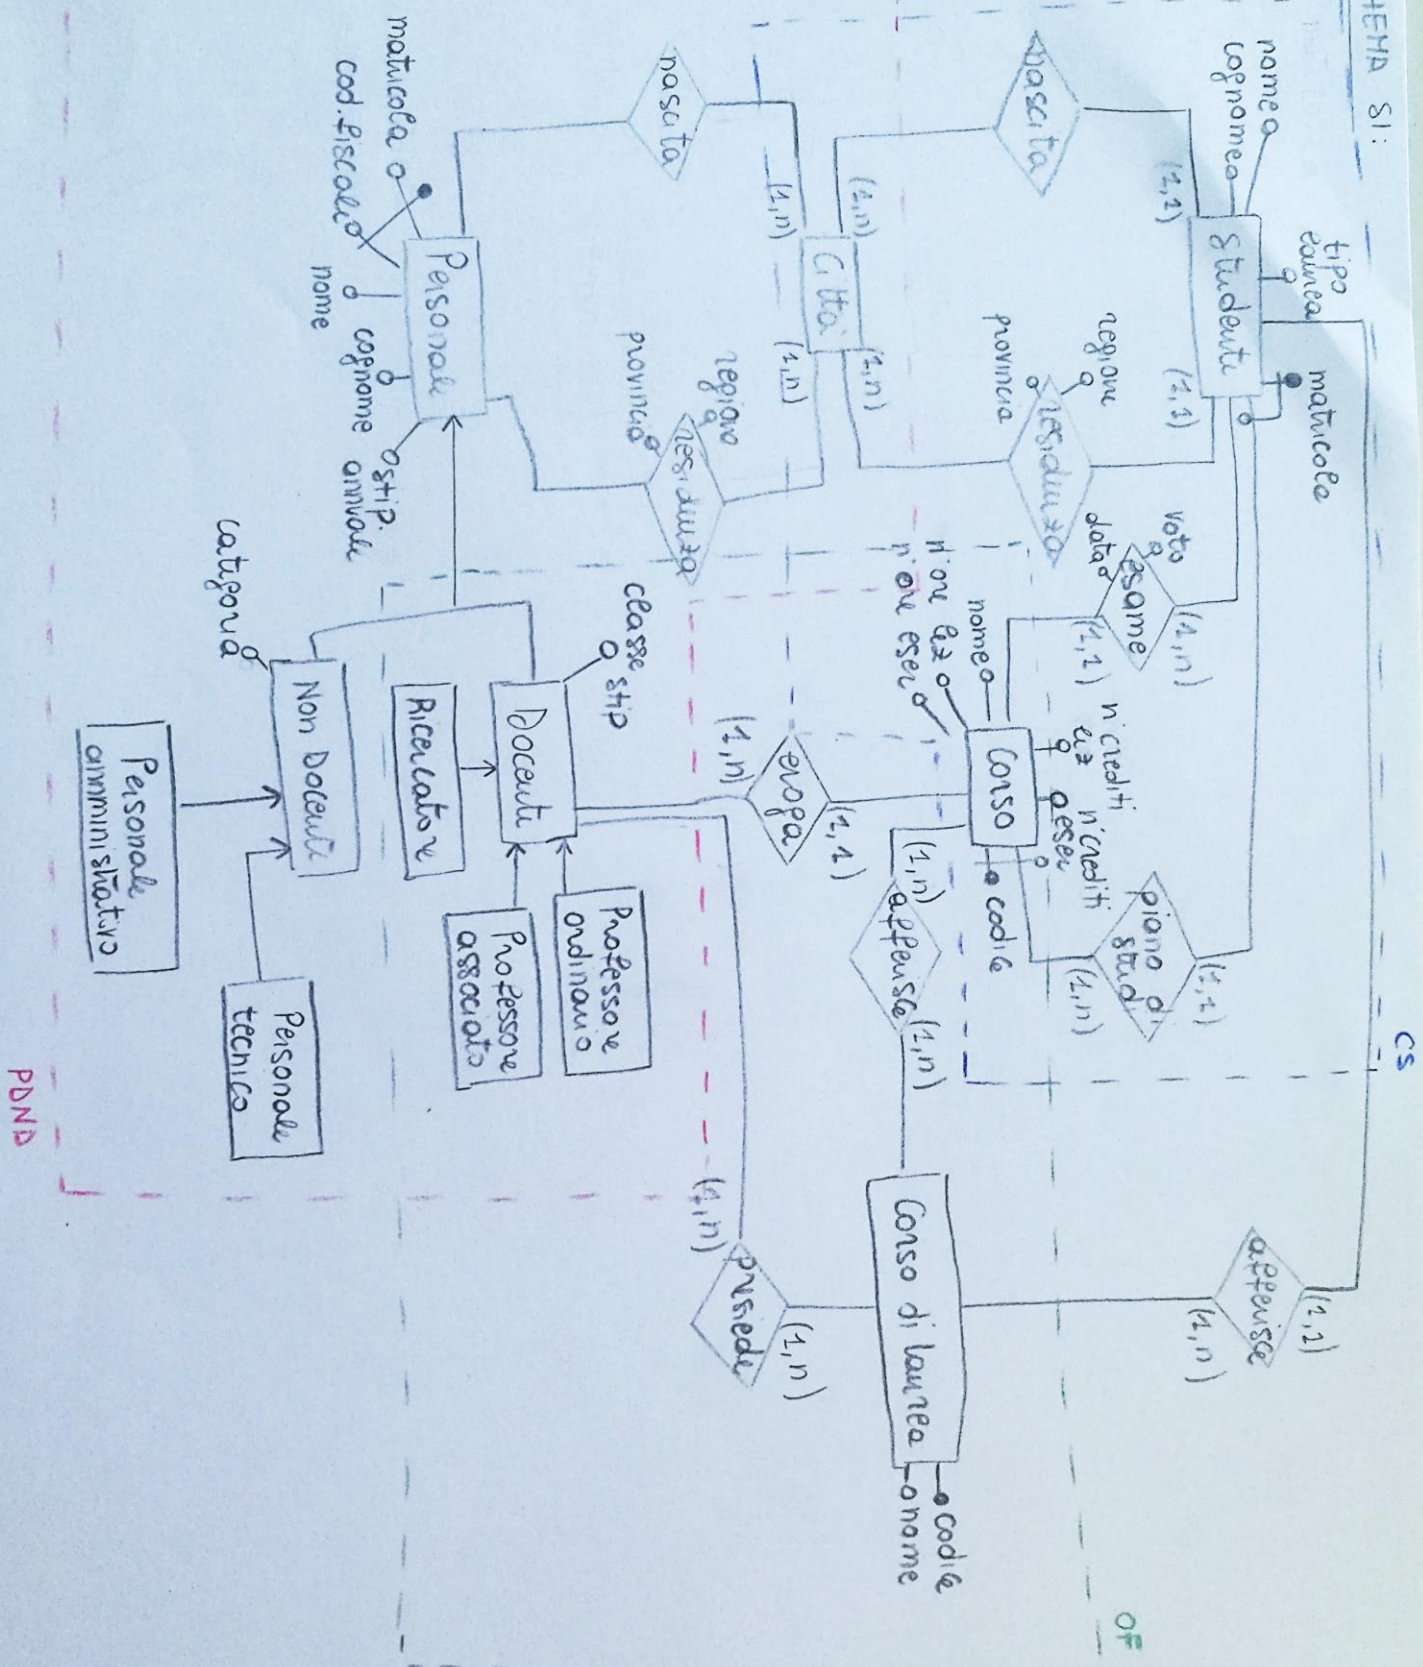 HEMA SI:
CS
nome
cognome
tipo
laurea
matricola
Studente
(1,1)
(1,1)
nascita
regione
provincia
residenza
voto
data
esame
(1,n)
(1,1)
piano di
studi
(1,1)
(1,n)
afferisce
(1,1)
(1,n)
OF
n°crediti
lez
n°crediti
eser
nome
n°ore lez
n°ore eser
Corso
codice
(1,n)
(1,n)
Città
(1,n)
(1,n)
eroga
(1,1)
(1,n)
(1,n)
afferisce
(1,n)
Corso di laurea
codice
nome
nascita
regione
provincia
residenza
presiede
(1,n)
(1,n)
matricola
cod. fiscale
nome
cognome
stip.
annuale
Personale
classe
stip
Docenti
Ricercatore
Professore
ordinario
Professore
associato
categoria
Non Docenti
Personale
tecnico
Personale
amministrativo
PDND